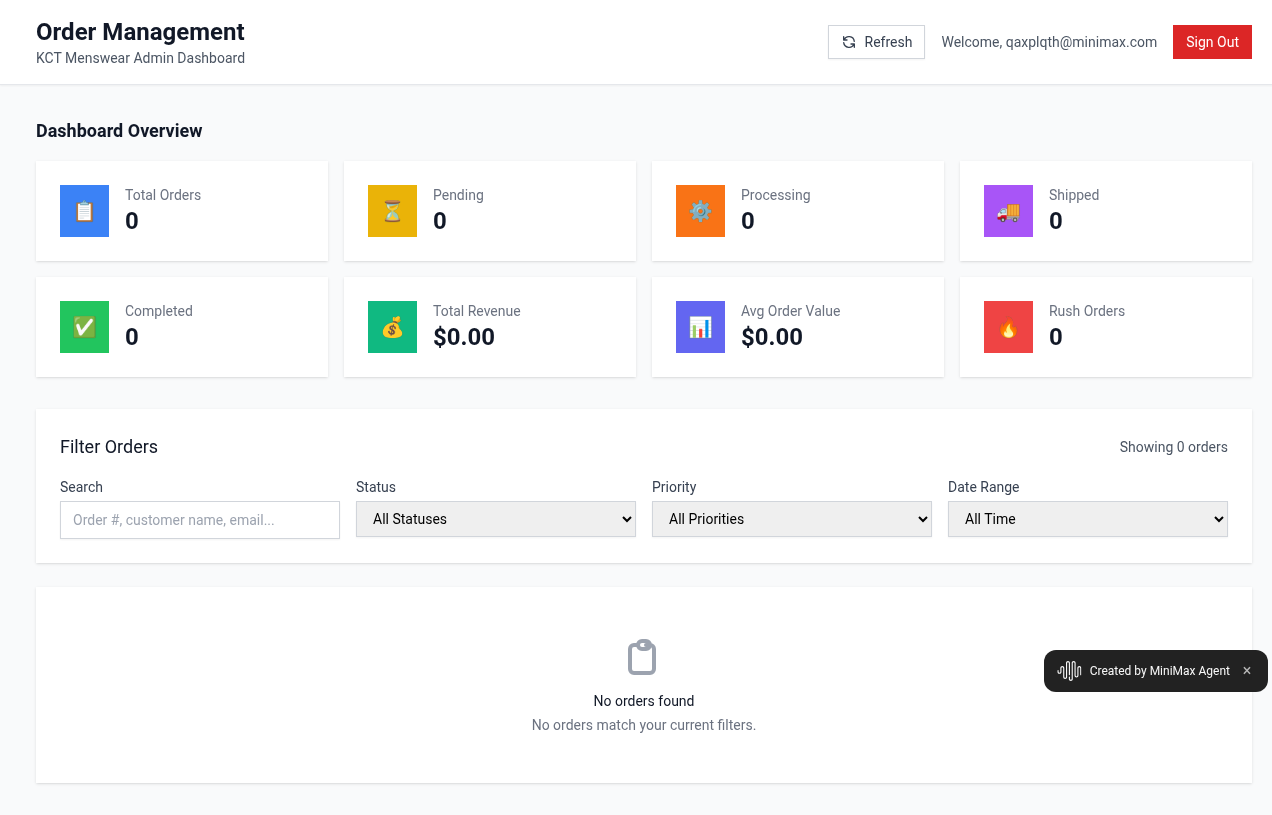 Order Management
KCT Menswear Admin Dashboard
Refresh
Welcome, qaxplqth@minimax.com
Sign Out
Dashboard Overview
Total Orders
0
Pending
0
Processing
0
Shipped
0
Completed
0
Total Revenue
$0.00
Avg Order Value
$0.00
Rush Orders
0
Filter Orders
Showing 0 orders
Search
Order #, customer name, email...
Status
All Statuses
Priority
All Priorities
Date Range
All Time
No orders found
No orders match your current filters.
Created by MiniMax Agent